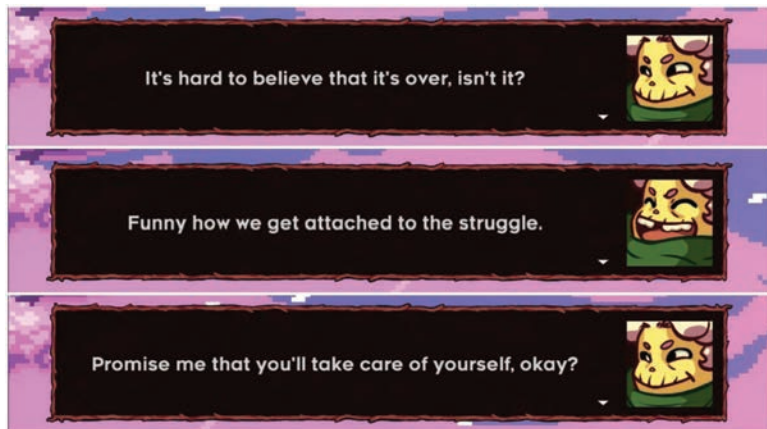 It's hard to believe that it's over, isn't it?
Funny how we get attached to the struggle.
Promise me that you'll take care of yourself, okay?